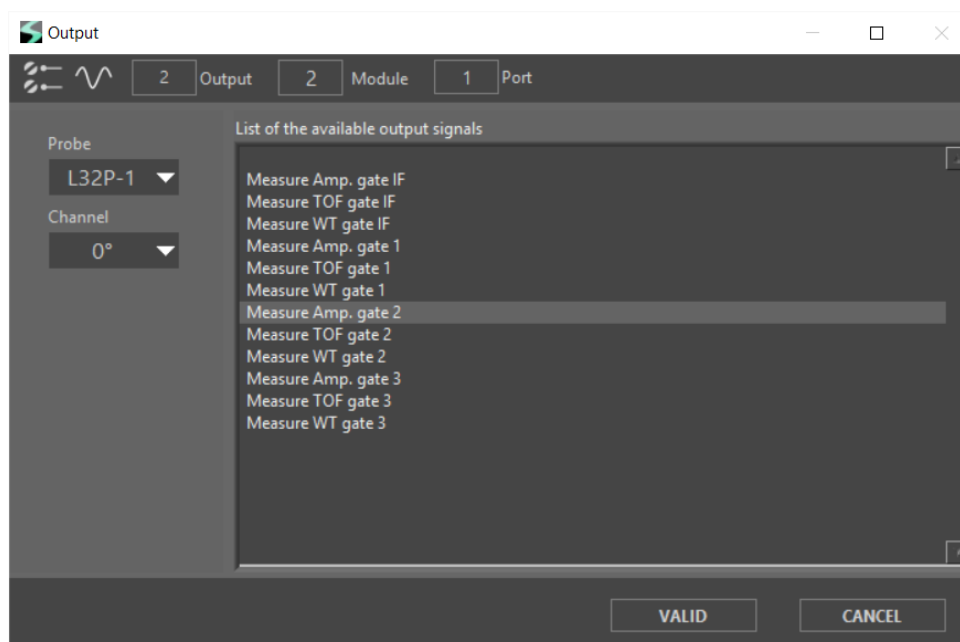 Output
2 Output 2 Module 1 Port
Probe
L32P-1
Channel
0°
List of the available output signals
Measure Amp. gate IF
Measure TOF gate IF
Measure WT gate IF
Measure Amp. gate 1
Measure TOF gate 1
Measure WT gate 1
Measure Amp. gate 2
Measure TOF gate 2
Measure WT gate 2
Measure Amp. gate 3
Measure TOF gate 3
Measure WT gate 3
VALID CANCEL